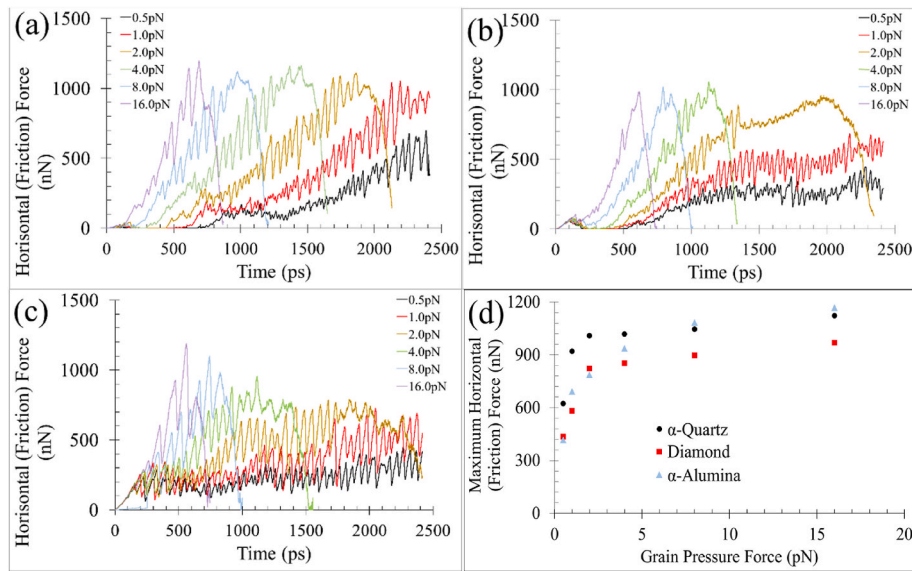 (a)
Horisontal (Friction) Force
(nN)
1500
1000
500
0
0.5pN
1.0pN
2.0pN
4.0pN
8.0pN
16.0pN
0 500 1000 1500 2000 2500
Time (ps)
(b)
Horisontal (Friction) Force
(nN)
1500
1000
500
0
0.5pN
1.0pN
2.0pN
4.0pN
8.0pN
16.0pN
0 500 1000 1500 2000 2500
Time (ps)
(c)
Horisontal (Friction) Force
(nN)
1500
1000
500
0
0.5pN
1.0pN
2.0pN
4.0pN
8.0pN
16.0pN
0 500 1000 1500 2000 2500
Time (ps)
(d)
Maximum Horizontal
(Friction) Force (nN)
1200
900
600
300
0
α-Quartz
Diamond
α-Alumina
0 5 10 15 20
Grain Pressure Force (pN)